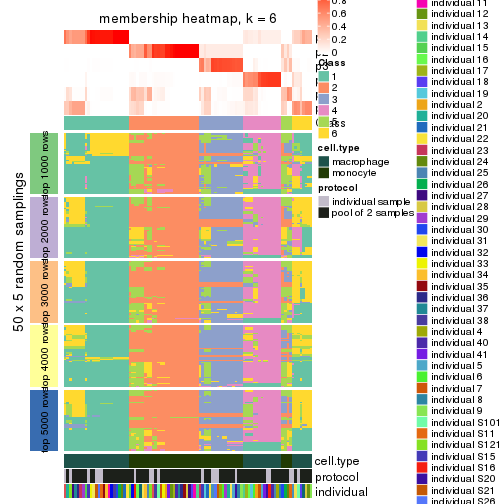 membership heatmap, k = 6
50 x 5 random samplings
top 1000 rows
top 2000 rows
top 3000 rows
top 4000 rows
top 5000 rows
cell.type
protocol
individual
0.8
0.6
0.4
0.2
0
Class
1
2
3
4
5
6
cell.type
macrophage
monocyte
protocol
individual sample
pool of 2 samples
individual 11
individual 12
individual 13
individual 14
individual 15
individual 16
individual 17
individual 18
individual 19
individual 2
individual 20
individual 21
individual 22
individual 23
individual 24
individual 25
individual 26
individual 27
individual 28
individual 29
individual 30
individual 31
individual 32
individual 33
individual 34
individual 35
individual 36
individual 37
individual 38
individual 4
individual 40
individual 41
individual 5
individual 6
individual 7
individual 8
individual 9
individual S101
individual S11
individual S121
individual S15
individual S16
individual S20
individual S26